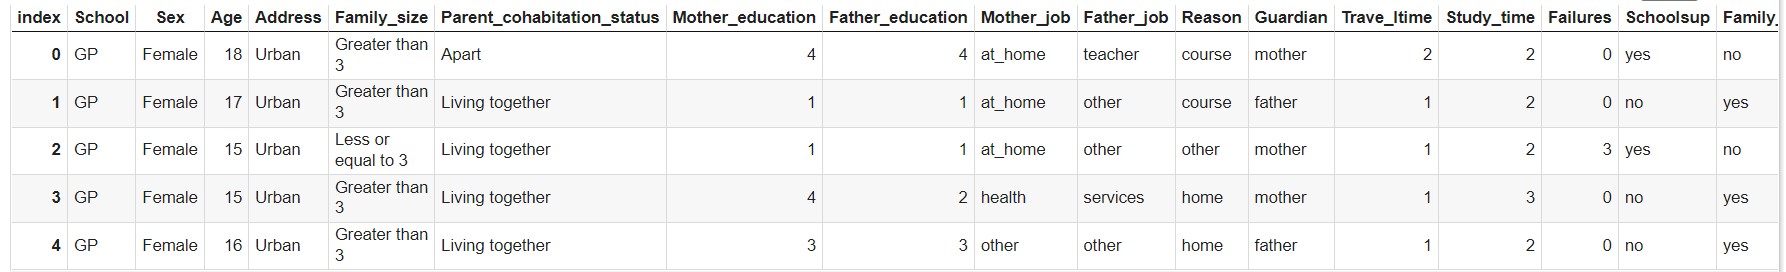 index School Sex Age Address Family_size Parent_cohabitation_status Mother_education Father_education Mother_job Father_job Reason Guardian Trave_ltime Study_time Failures Schoolsup Family_
0 GP Female 18 Urban Greater than 3 Apart 4 4 at_home teacher course mother 2 2 0 yes no
1 GP Female 17 Urban Greater than 3 Living together 1 1 at_home other course father 1 2 0 no yes
2 GP Female 15 Urban Less or equal to 3 Living together 1 1 at_home other other mother 1 2 3 yes no
3 GP Female 15 Urban Greater than 3 Living together 4 2 health services home mother 1 3 0 no yes
4 GP Female 16 Urban Greater than 3 Living together 3 3 other other home father 1 2 0 no yes